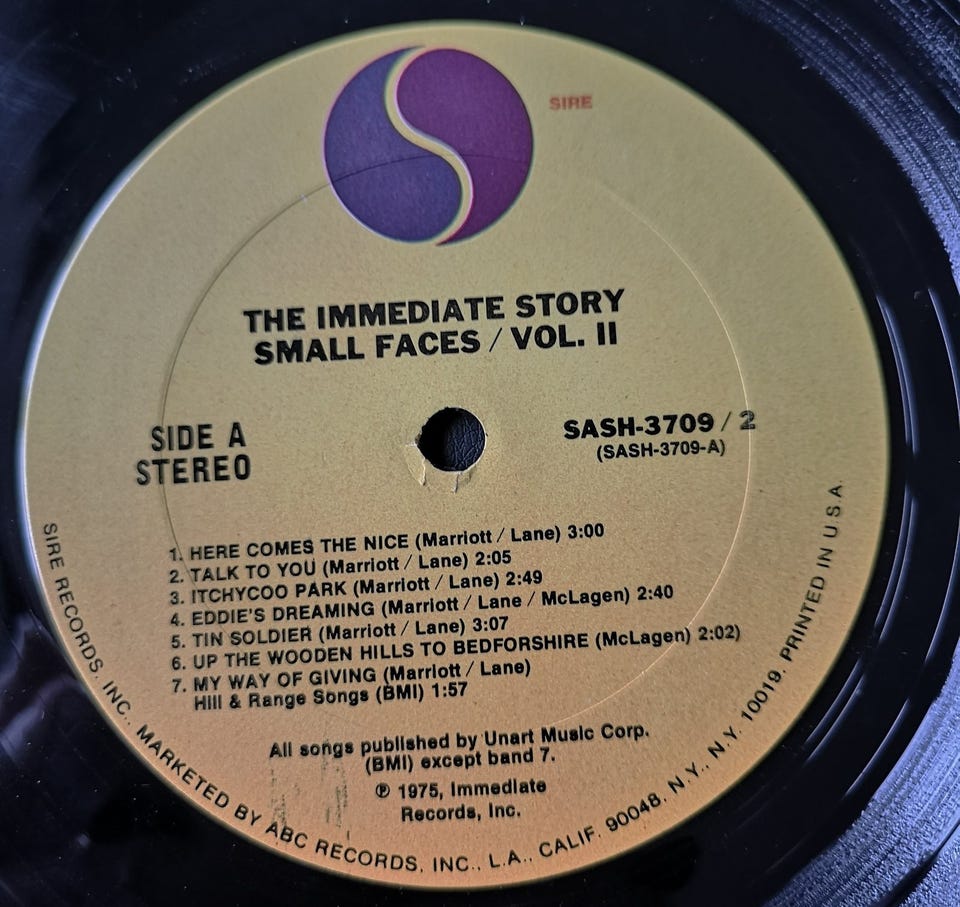 SIRE
THE IMMEDIATE STORY
SMALL FACES / VOL. II
SIDE A
STEREO
SASH-3709 / 2
(SASH-3709-A)
1. HERE COMES THE NICE (Marriott / Lane) 3:00
2. TALK TO YOU (Marriott / Lane) 2:05
3. ITCHYCOO PARK (Marriott / Lane) 2:49
4. EDDIE'S DREAMING (Marriott / Lane / McLagen) 2:40
5. TIN SOLDIER (Marriott / Lane) 3:07
6. UP THE WOODEN HILLS TO BEDFORSHIRE (McLagen) 2:02)
7. MY WAY OF GIVING (Marriott / Lane)
Hill & Range Songs (BMI) 1:57
All songs published by Unart Music Corp.
(BMI) except band 7.
℗ 1975, Immediate
Records, Inc.
SIRE RECORDS, INC., MARKETED BY ABC RECORDS, INC., L.A., CALIF. 90048, N.Y., N.Y. 10019. PRINTED IN U.S.A.